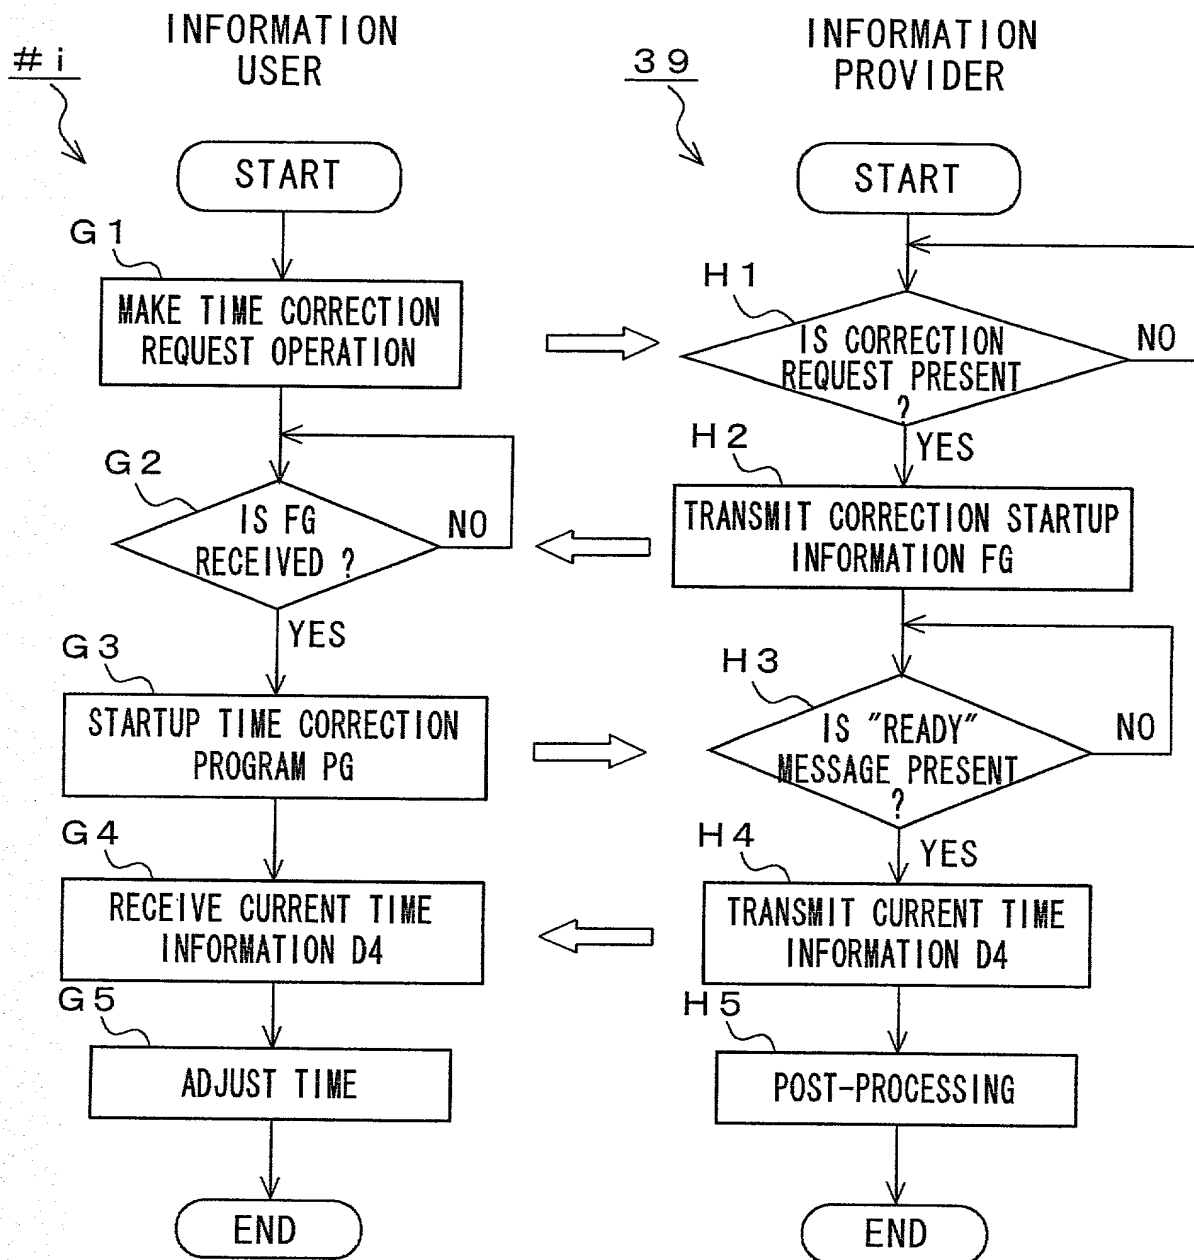 INFORMATION
USER
#i
START
G1
MAKE TIME CORRECTION
REQUEST OPERATION
G2
IS FG
RECEIVED ?
NO
YES
G3
STARTUP TIME CORRECTION
PROGRAM PG
G4
RECEIVE CURRENT TIME
INFORMATION D4
G5
ADJUST TIME
END
INFORMATION
PROVIDER
39
START
H1
IS CORRECTION
REQUEST PRESENT
?
NO
YES
H2
TRANSMIT CORRECTION STARTUP
INFORMATION FG
H3
IS "READY"
MESSAGE PRESENT
?
NO
YES
H4
TRANSMIT CURRENT TIME
INFORMATION D4
H5
POST-PROCESSING
END